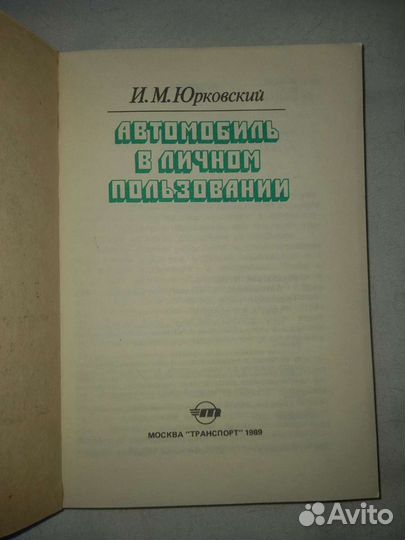 И. М. Юрковский
АВТОМОБИЛЬ
В ЛИЧНОМ
ПОЛЬЗОВАНИИ
m
МОСКВА "ТРАНСПОРТ" 1989
Avito